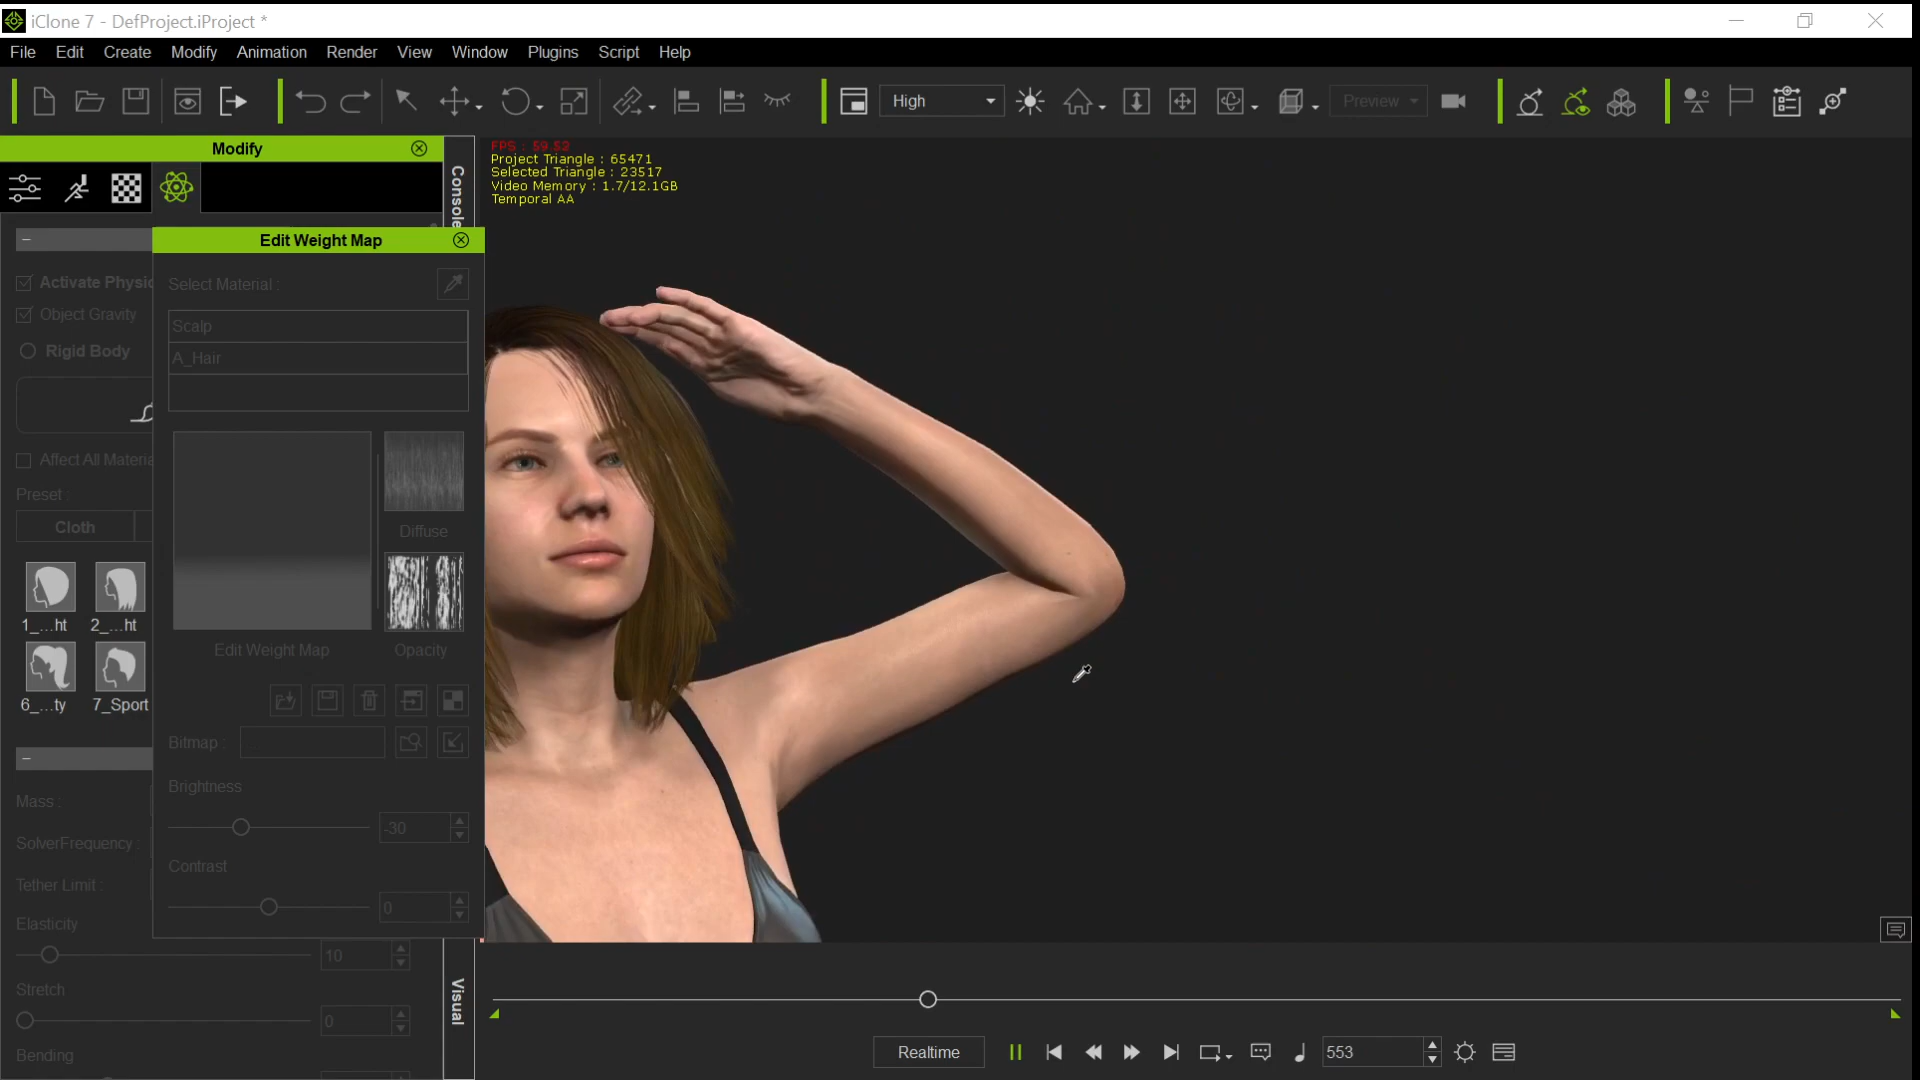 iClone 7 - DefProject.iProject *
File Edit Create Modify Animation Render View Window Plugins Script Help
High
Preview
Modify
Console
FPS : 59.52
Project Triangle : 65471
Selected Triangle : 23517
Video Memory : 1.7/12.1GB
Temporal AA
Edit Weight Map
Activate Physic
Select Material :
Object Gravity
Scalp
Rigid Body
A_Hair
Affect All Materia
Preset :
Cloth
Diffuse
1_...ht 2_...ht
Edit Weight Map
Opacity
6_...ty 7_Sport
Bitmap :
Brightness
Mass :
-30
SolverFrequency :
Contrast
Tether Limit :
0
Elasticity
10
Stretch
0
Bending
Visual
Realtime
553